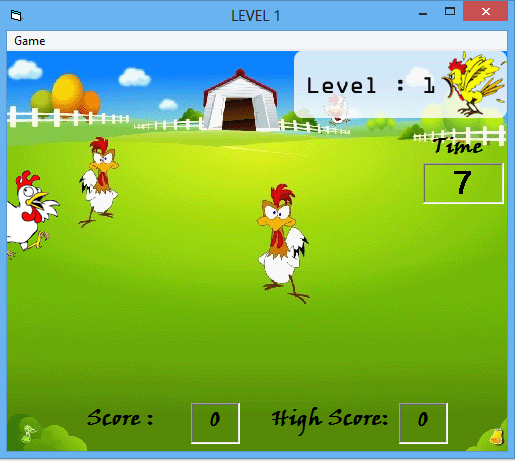 LEVEL 1
Game
Level : 1
Time
7
Score : 0 High Score: 0